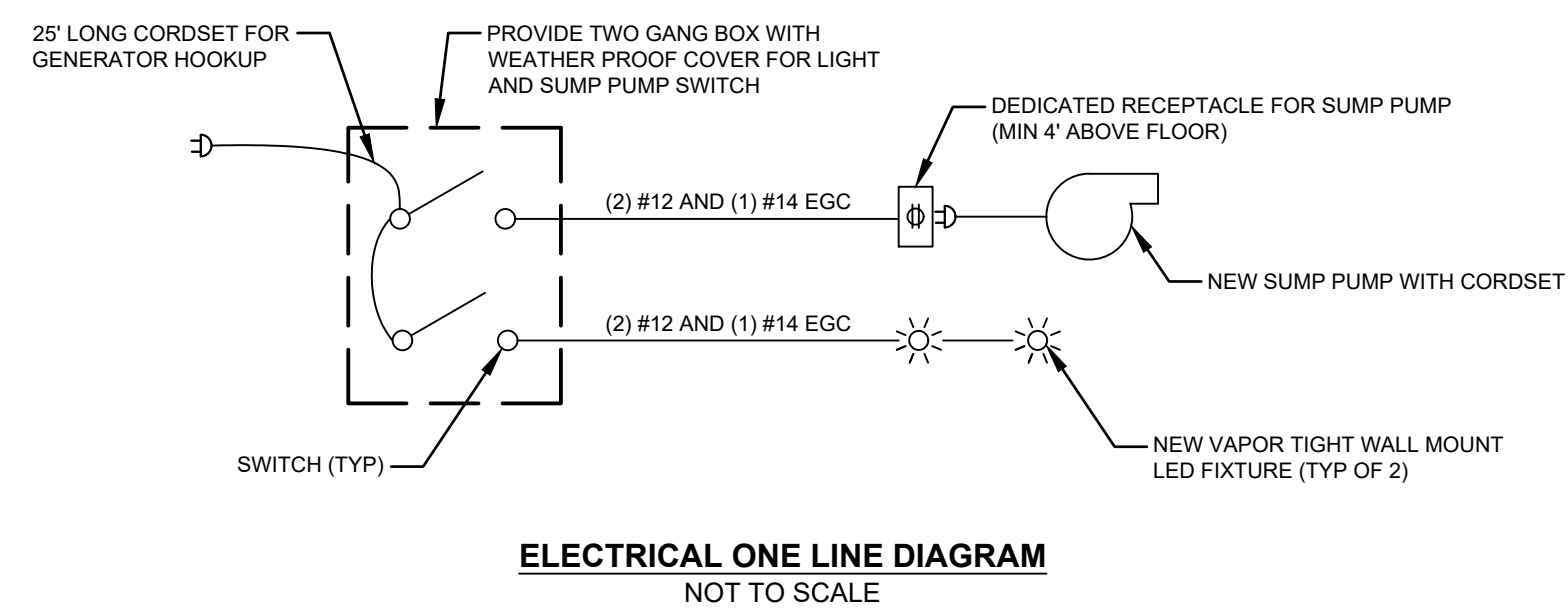 25' LONG CORDSET FOR
GENERATOR HOOKUP
PROVIDE TWO GANG BOX WITH
WEATHER PROOF COVER FOR LIGHT
AND SUMP PUMP SWITCH
DEDICATED RECEPTACLE FOR SUMP PUMP
(MIN 4' ABOVE FLOOR)
(2) #12 AND (1) #14 EGC
NEW SUMP PUMP WITH CORDSET
(2) #12 AND (1) #14 EGC
SWITCH (TYP)
NEW VAPOR TIGHT WALL MOUNT
LED FIXTURE (TYP OF 2)
ELECTRICAL ONE LINE DIAGRAM
NOT TO SCALE